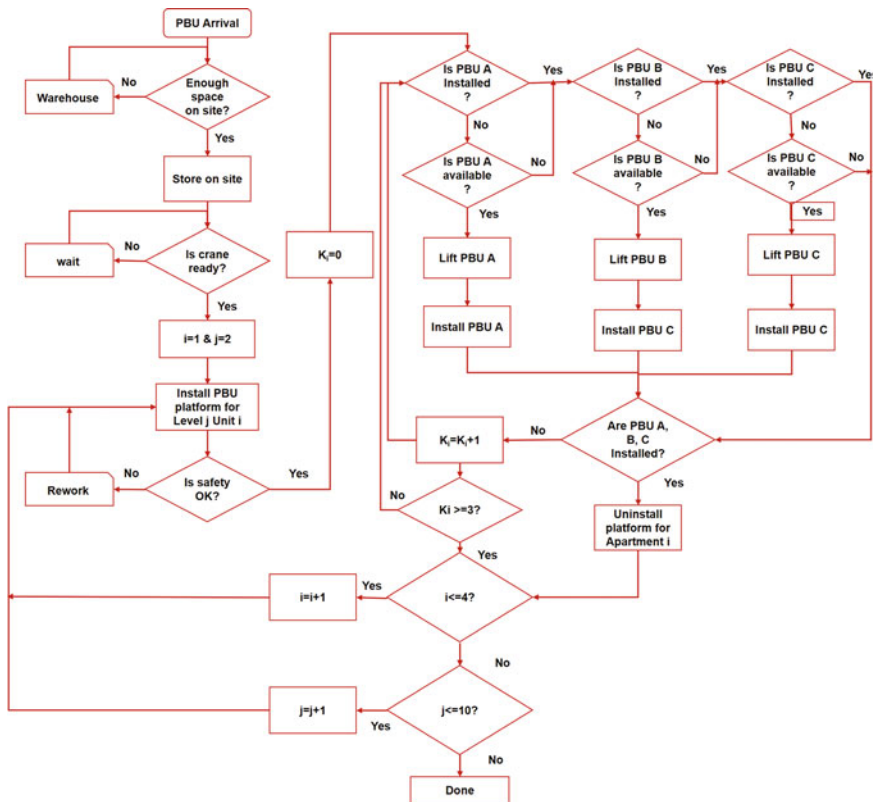 PBU Arrival
No
Warehouse
Enough
space
on site?
Yes
Store on site
No
wait
Is crane
ready?
Yes
i=1 & j=2
Install PBU
platform for
Level j Unit i
No
Rework
Is safety
OK?
Yes
Kᵢ=0
Is PBU A
Installed
?
Yes
No
Is PBU A
available
?
No
Yes
Lift PBU A
Install PBU A
Is PBU B
Installed
?
Yes
No
Is PBU B
available
?
No
Yes
Lift PBU B
Install PBU C
Is PBU C
Installed
?
Yes
No
Is PBU C
available
?
No
Yes
Lift PBU C
Install PBU C
Are PBU A,
B, C
Installed?
No
Kᵢ=Kᵢ+1
Yes
Uninstall
platform for
Apartment i
No
Ki >=3?
Yes
i<=4?
Yes
i=i+1
No
j<=10?
Yes
j=j+1
No
Done